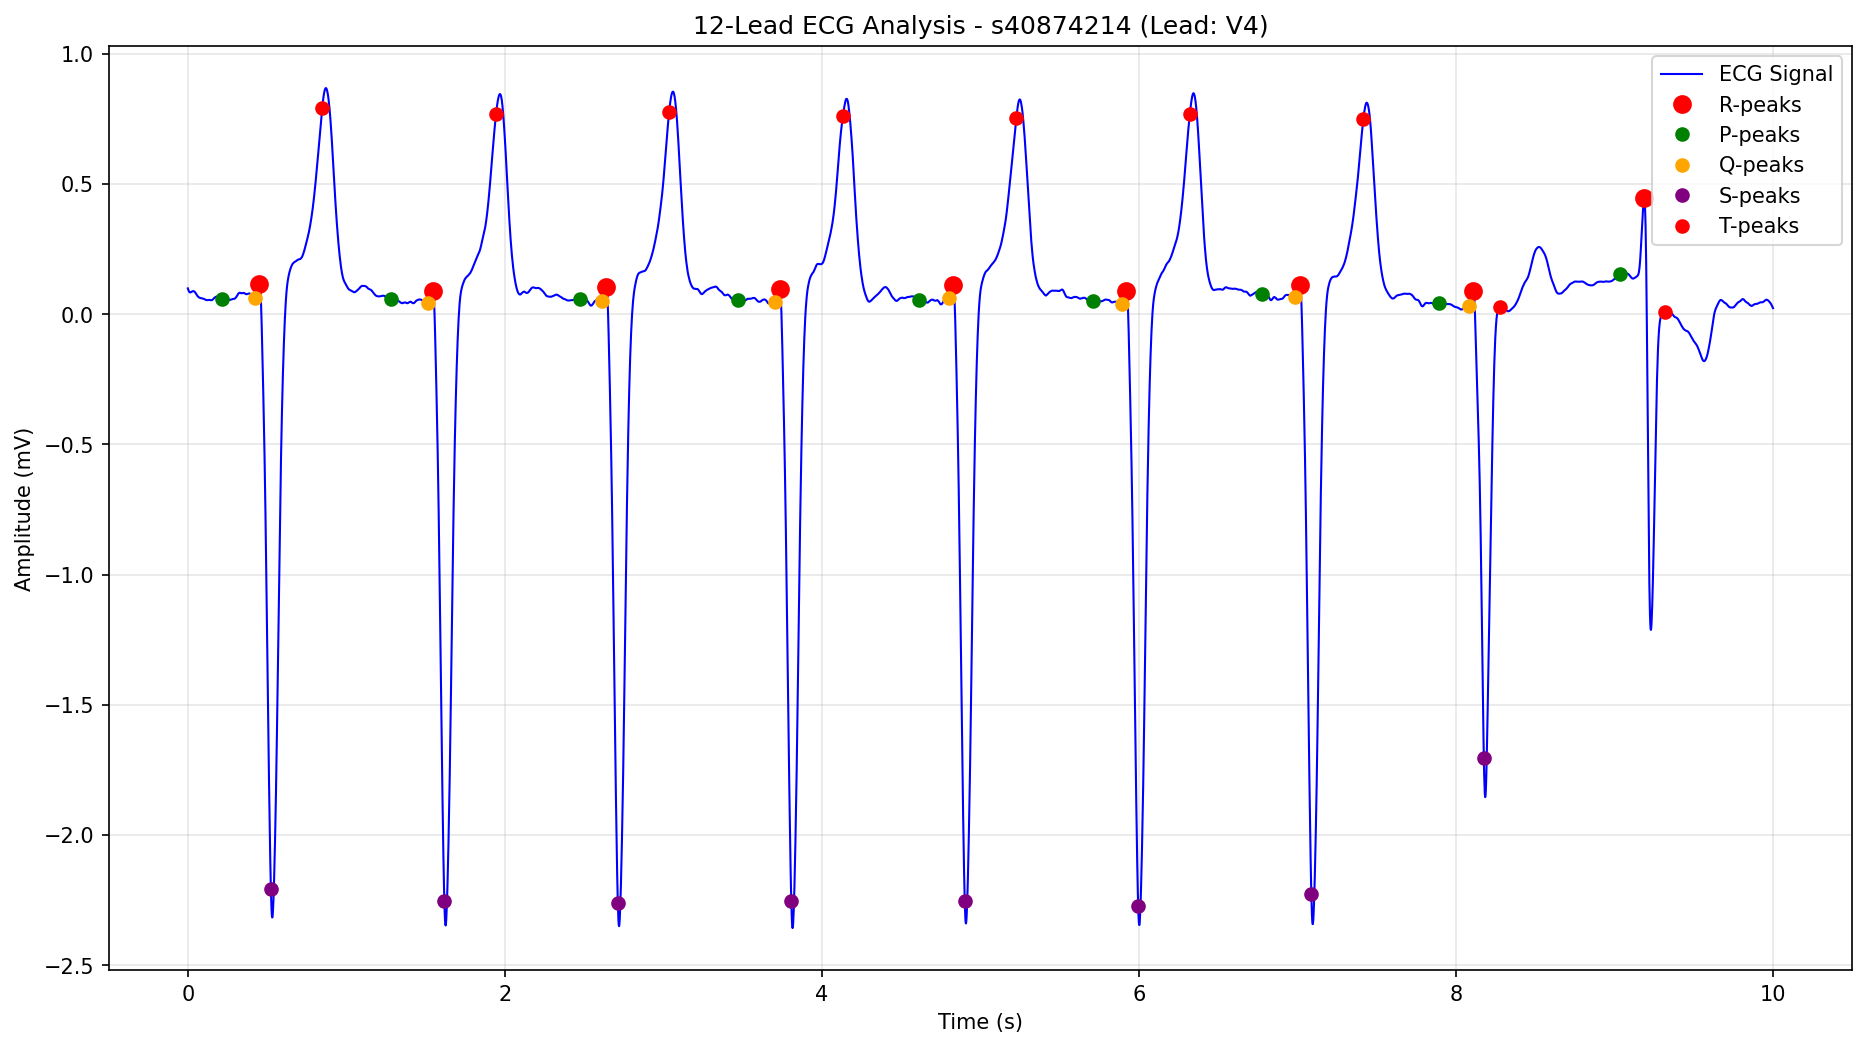 12-Lead ECG Analysis - s40874214 (Lead: V4)
ECG Signal
R-peaks
P-peaks
Q-peaks
S-peaks
T-peaks
Amplitude (mV)
1.0
0.5
0.0
−0.5
−1.0
−1.5
−2.0
−2.5
0 2 4 6 8 10
Time (s)